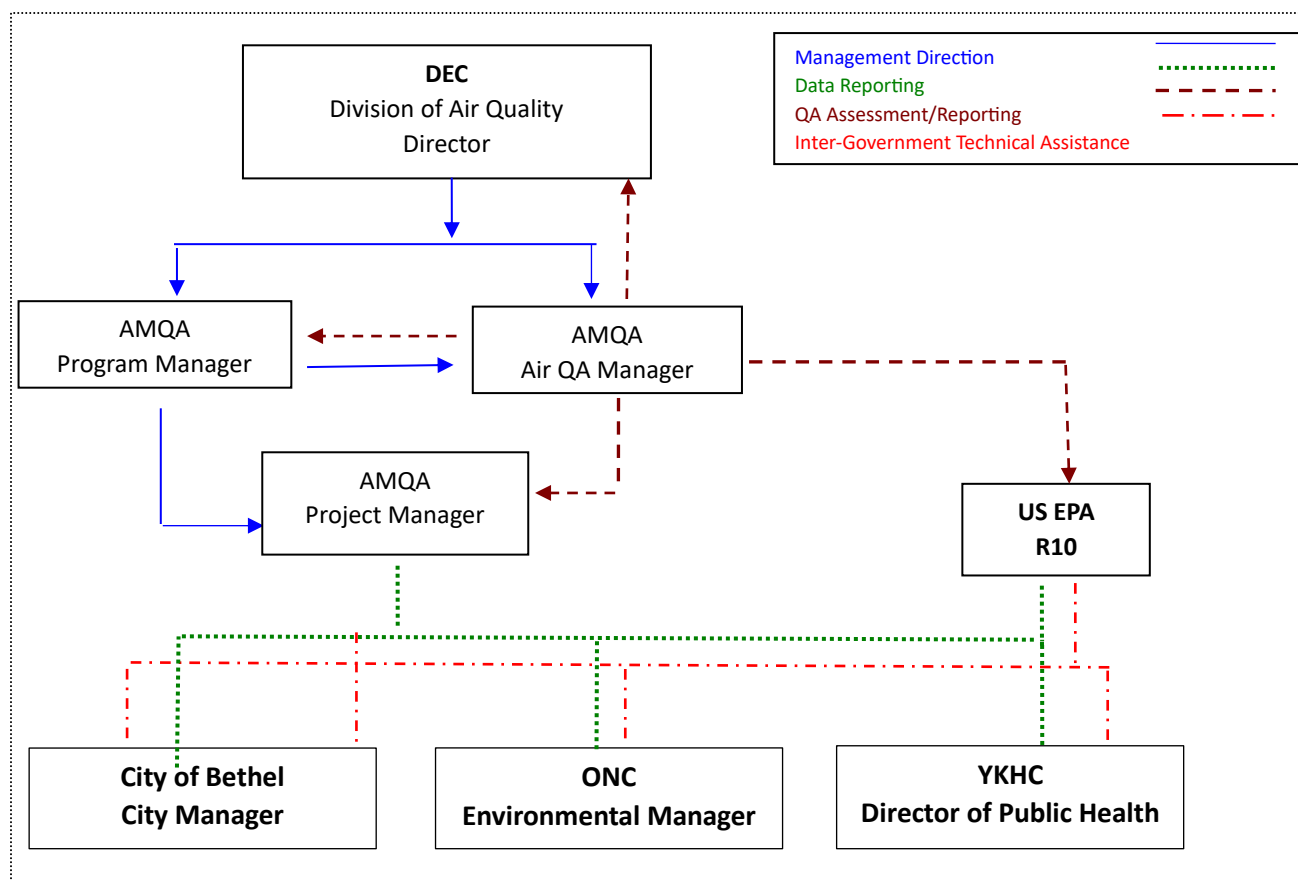 DEC
Division of Air Quality
Director
Management Direction
Data Reporting
QA Assessment/Reporting
Inter-Government Technical Assistance
AMQA
Program Manager
AMQA
Air QA Manager
AMQA
Project Manager
US EPA
R10
City of Bethel
City Manager
ONC
Environmental Manager
YKHC
Director of Public Health